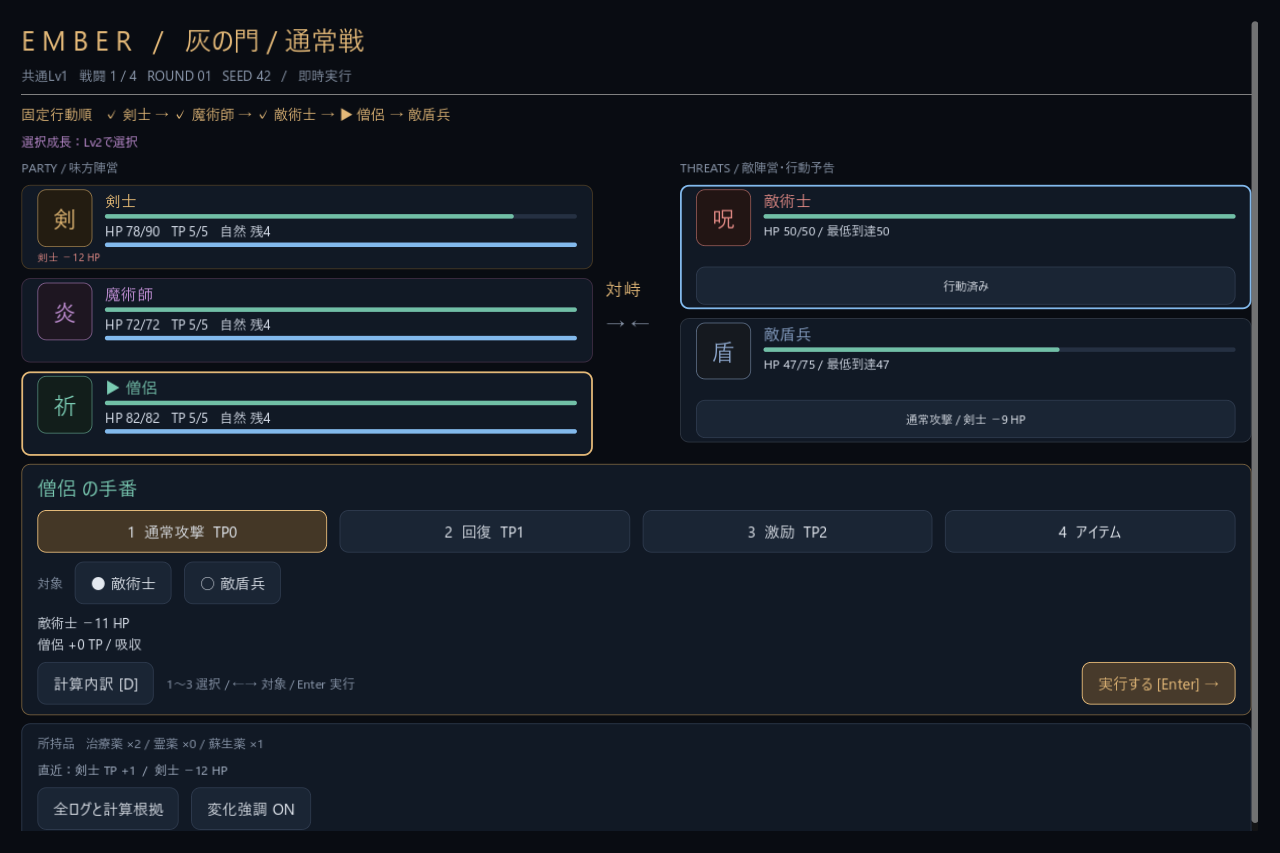 EMBER / 灰の門 / 通常戦
共通Lv1 戦闘 1 / 4 ROUND 01 SEED 42 / 即時実行
固定行動順 ✓ 剣士 → ✓ 魔術師 → ✓ 敵術士 → ▶ 僧侶 → 敵盾兵
選択成長：Lv2で選択
PARTY / 味方陣営
剣
剣士
HP 78/90 TP 5/5 自然 残4
剣士 −12 HP
炎
魔術師
HP 72/72 TP 5/5 自然 残4
祈
▶ 僧侶
HP 82/82 TP 5/5 自然 残4
対峙
→ ←
THREATS / 敵陣営・行動予告
呪
敵術士
HP 50/50 / 最低到達50
行動済み
盾
敵盾兵
HP 47/75 / 最低到達47
通常攻撃 / 剣士 −9 HP
僧侶 の手番
1 通常攻撃 TP0
2 回復 TP1
3 激励 TP2
4 アイテム
対象 ● 敵術士 ○ 敵盾兵
敵術士 −11 HP
僧侶 +0 TP / 吸収
計算内訳 [D] 1〜3 選択 / ←→ 対象 / Enter 実行
実行する [Enter] →
所持品 治療薬 ×2 / 霊薬 ×0 / 蘇生薬 ×1
直近：剣士 TP +1 / 剣士 −12 HP
全ログと計算根拠
変化強調 ON